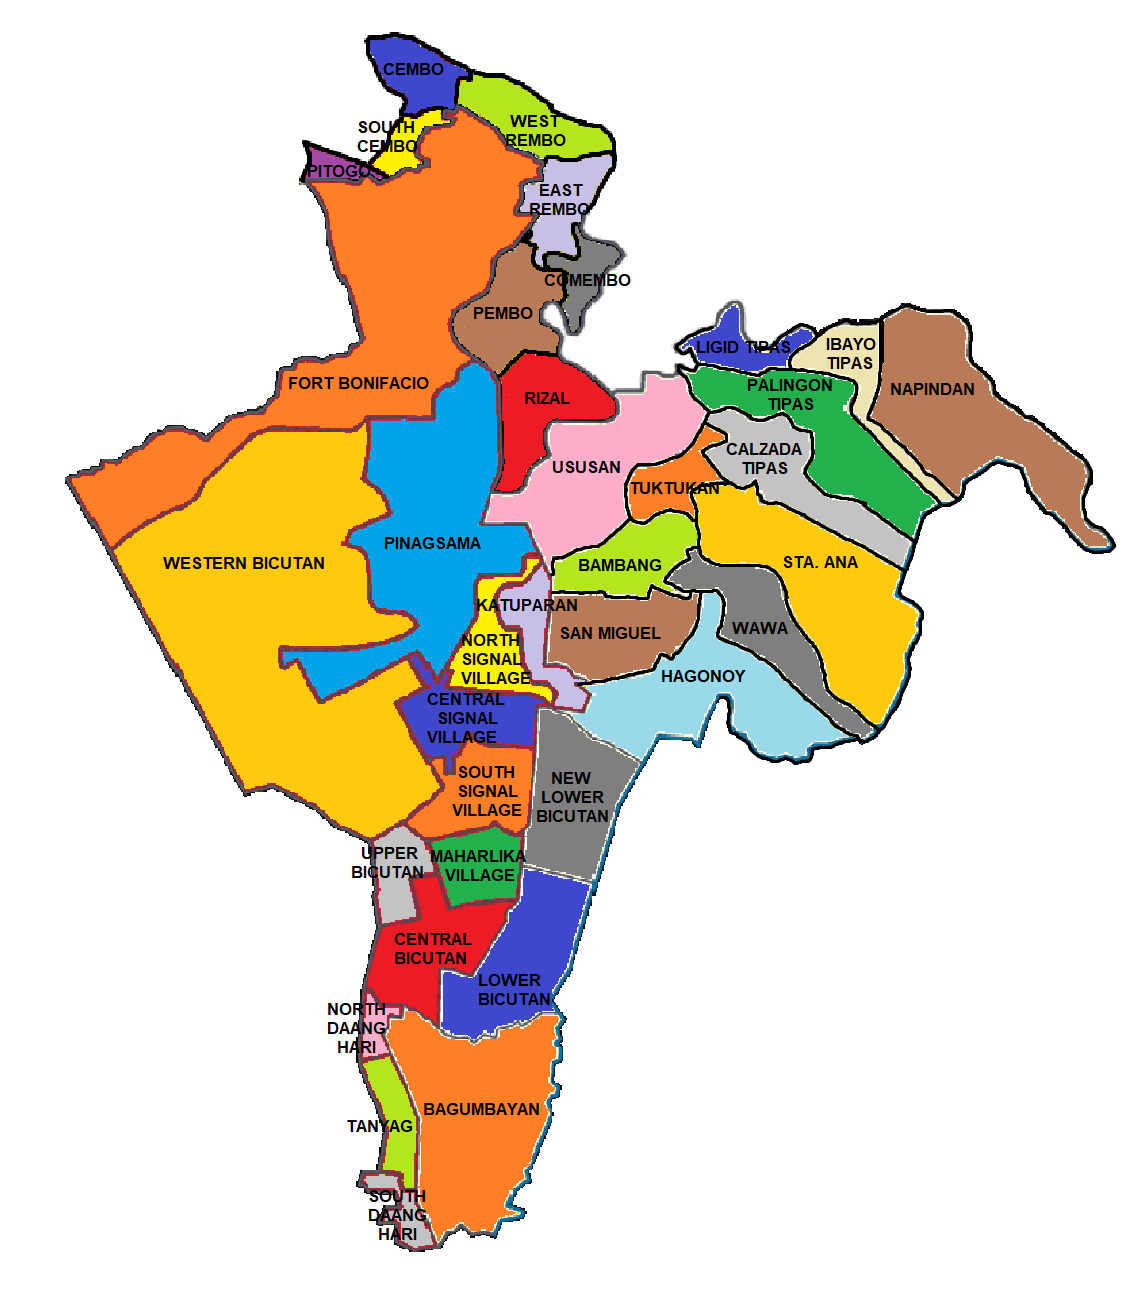 CEMBO
WEST
REMBO
SOUTH
CEMBO
PITOGO
EAST
REMBO
COMEMBO
PEMBO
LIGID TIPAS
IBAYO
TIPAS
NAPINDAN
PALINGON
TIPAS
FORT BONIFACIO
RIZAL
CALZADA
TIPAS
USUSAN
TUKTUKAN
PINAGSAMA
WESTERN BICUTAN
BAMBANG
STA. ANA
KATUPARAN
SAN MIGUEL
WAWA
NORTH
SIGNAL
VILLAGE
HAGONOY
CENTRAL
SIGNAL
VILLAGE
SOUTH
SIGNAL
VILLAGE
NEW
LOWER
BICUTAN
UPPER
BICUTAN
MAHARLIKA
VILLAGE
CENTRAL
BICUTAN
LOWER
BICUTAN
NORTH
DAANG
HARI
BAGUMBAYAN
TANYAG
SOUTH
DAANG
HARI